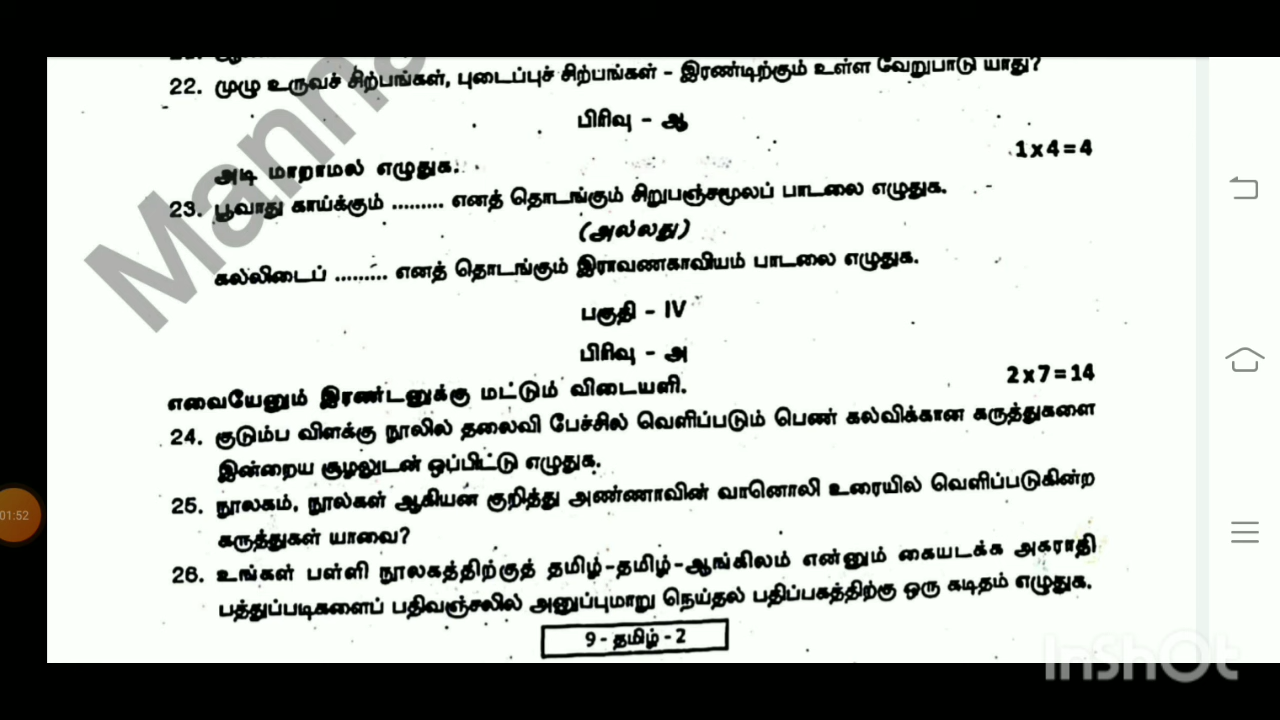 22. முழு உருவச் சிற்பங்கள், புடைப்புச் சிற்பங்கள் - இரண்டிற்கும் உள்ள வேறுபாடு யாது?
பிரிவு - ஆ
அடி மாறாமல் எழுதுக. 1 x 4 = 4
23. பூவாது காய்க்கும் ......... எனத் தொடங்கும் சிறுபஞ்சமூலப் பாடலை எழுதுக.
(அல்லது)
கல்லிடைப் ......... எனத் தொடங்கும் இராவணகாவியம் பாடலை எழுதுக.
பகுதி - IV
பிரிவு - அ
எவையேனும் இரண்டனுக்கு மட்டும் விடையளி. 2 x 7 = 14
24. குடும்ப விளக்கு நூலில் தலைவி பேச்சில் வெளிப்படும் பெண் கல்விக்கான கருத்துகளை
இன்றைய சூழலுடன் ஒப்பிட்டு எழுதுக.
25. நூலகம், நூல்கள் ஆகியன குறித்து அண்ணாவின் வானொலி உரையில் வெளிப்படுகின்ற
கருத்துகள் யாவை?
26. உங்கள் பள்ளி நூலகத்திற்குத் தமிழ்-தமிழ்-ஆங்கிலம் என்னும் கையடக்க அகராதி
பத்துப்படிகளைப் பதிவஞ்சலில் அனுப்புமாறு நெய்தல் பதிப்பகத்திற்கு ஒரு கடிதம் எழுதுக.
9 - தமிழ் - 2
01:52
InShOt